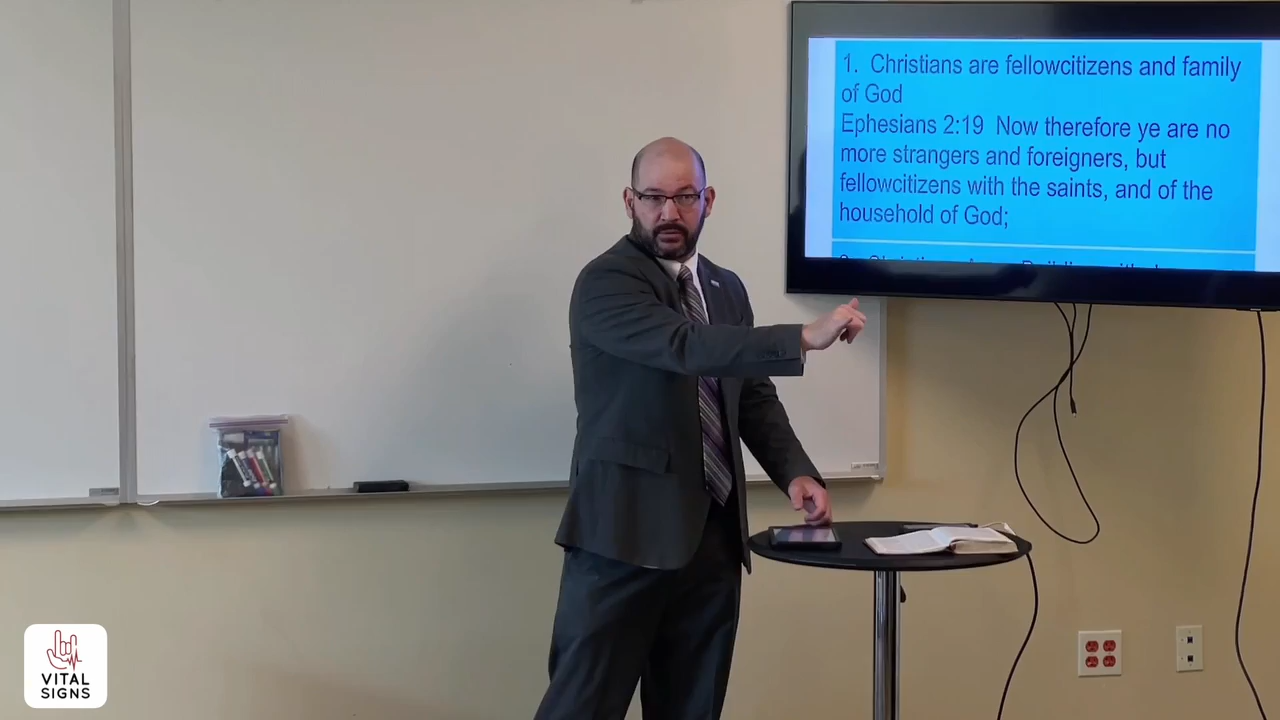 1. Christians are fellowcitizens and family
of God
Ephesians 2:19 Now therefore ye are no
more strangers and foreigners, but
fellowcitizens with the saints, and of the
household of God;
VITAL
SIGNS